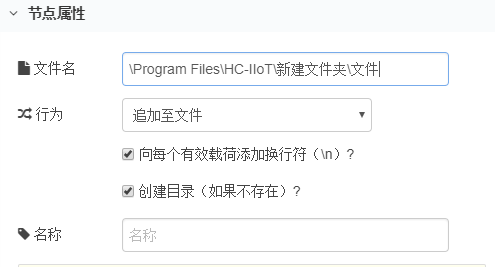 节点属性
文件名 \Program Files\HC-IIoT\新建文件夹\文件
行为 追加至文件
向每个有效载荷添加换行符（\n）?
创建目录（如果不存在）?
名称 名称